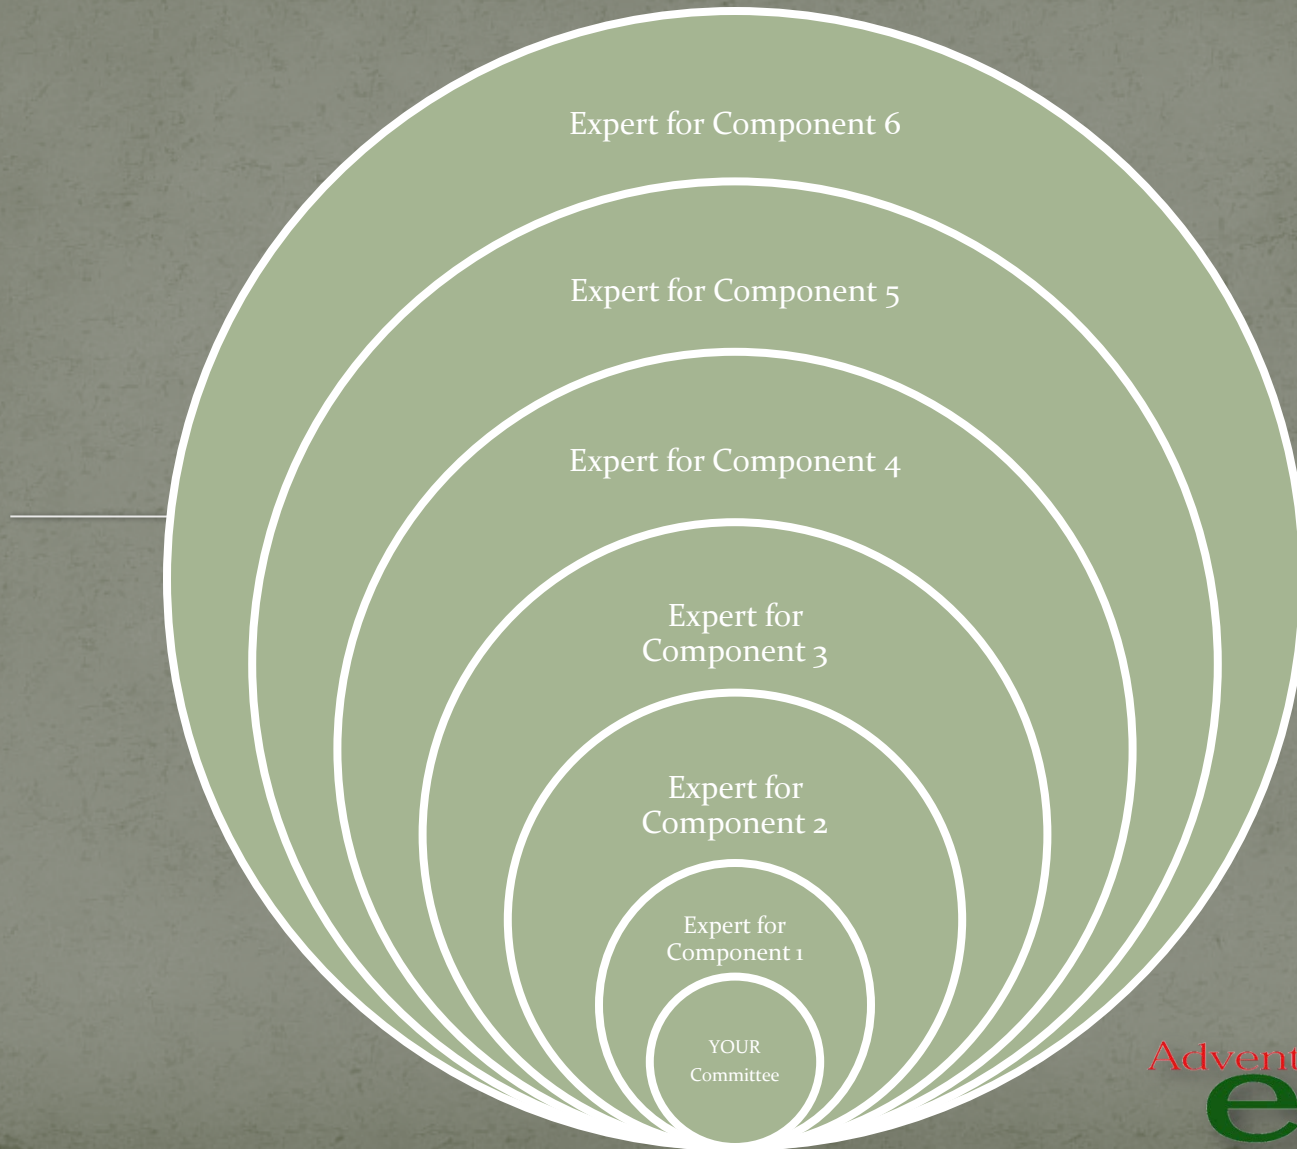 Expert for Component 6
Expert for Component 5
Expert for Component 4
Expert for
Component 3
Expert for
Component 2
Expert for
Component 1
YOUR
Committee
Advent
e